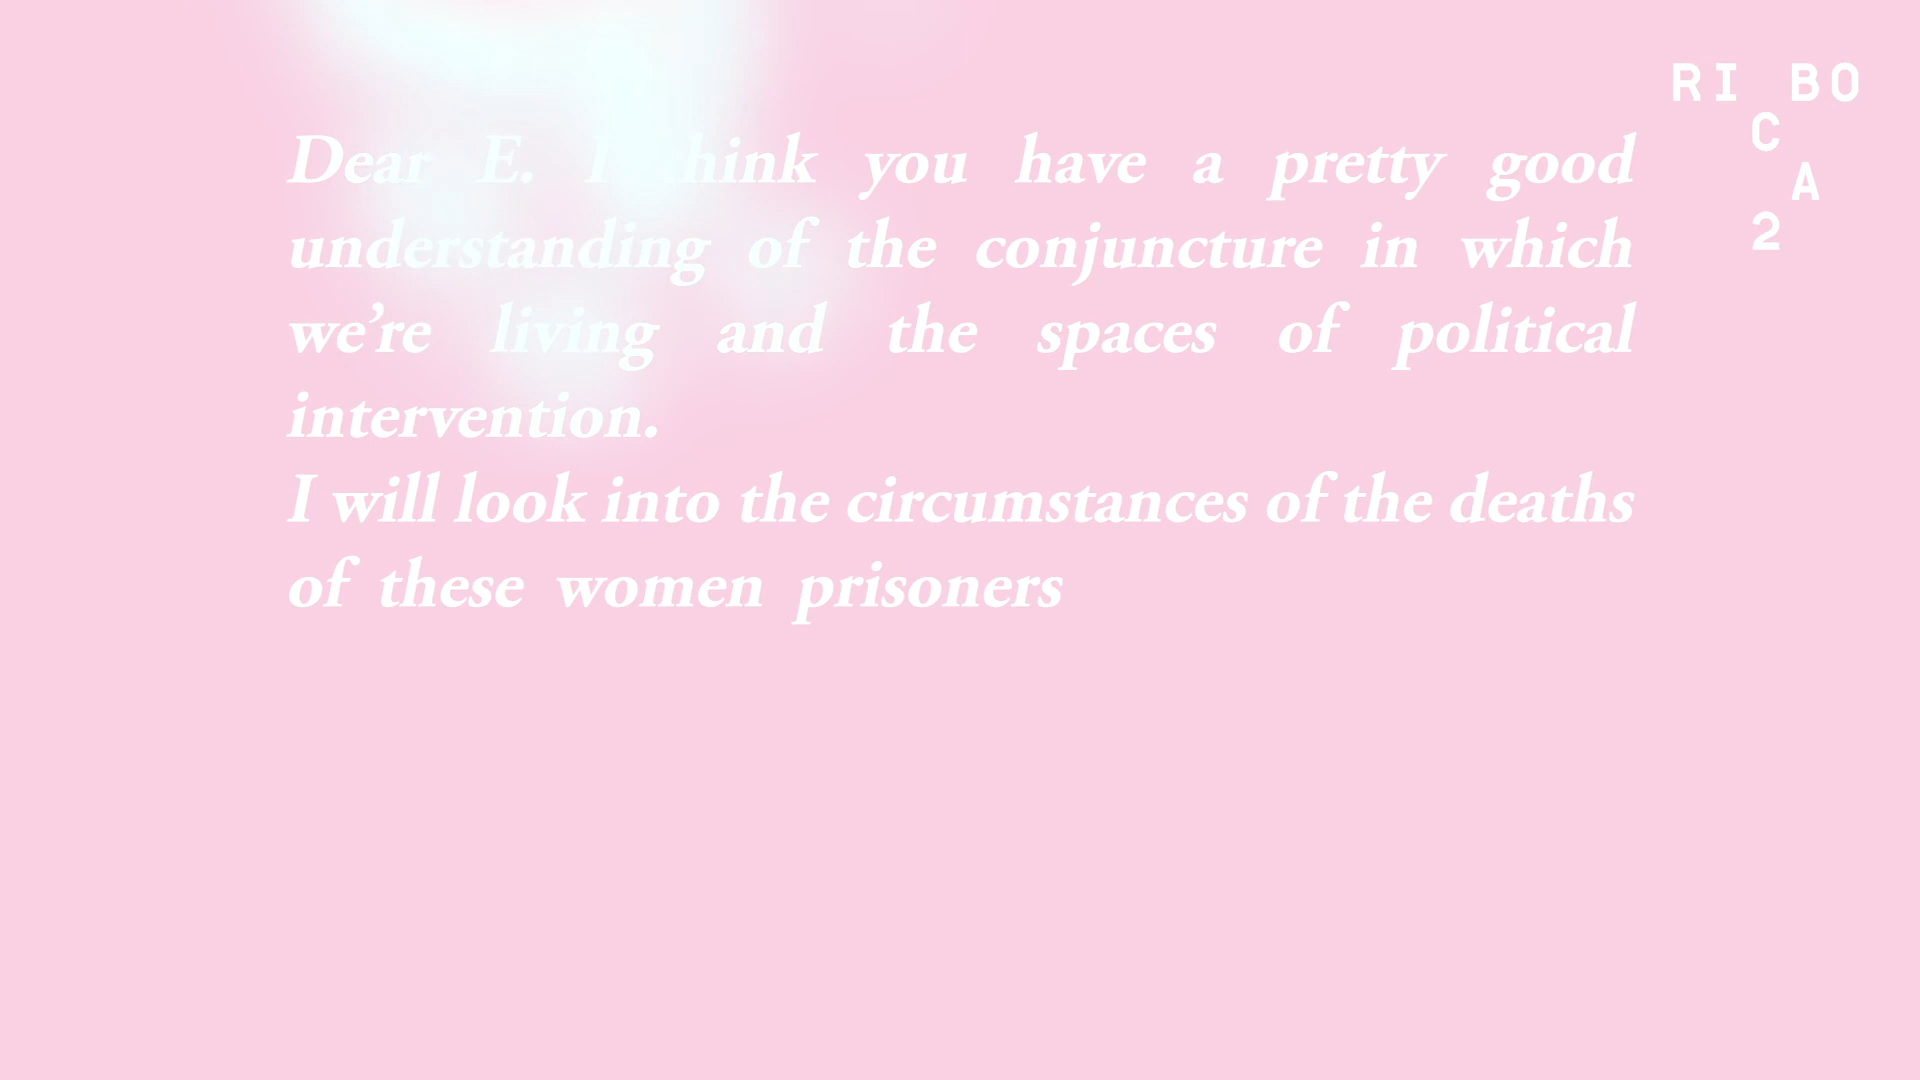 Dear E. I think you have a pretty good
understanding of the conjuncture in which
we’re living and the spaces of political
intervention.
I will look into the circumstances of the deaths
of these women prisoners
RI BO
C
A
2